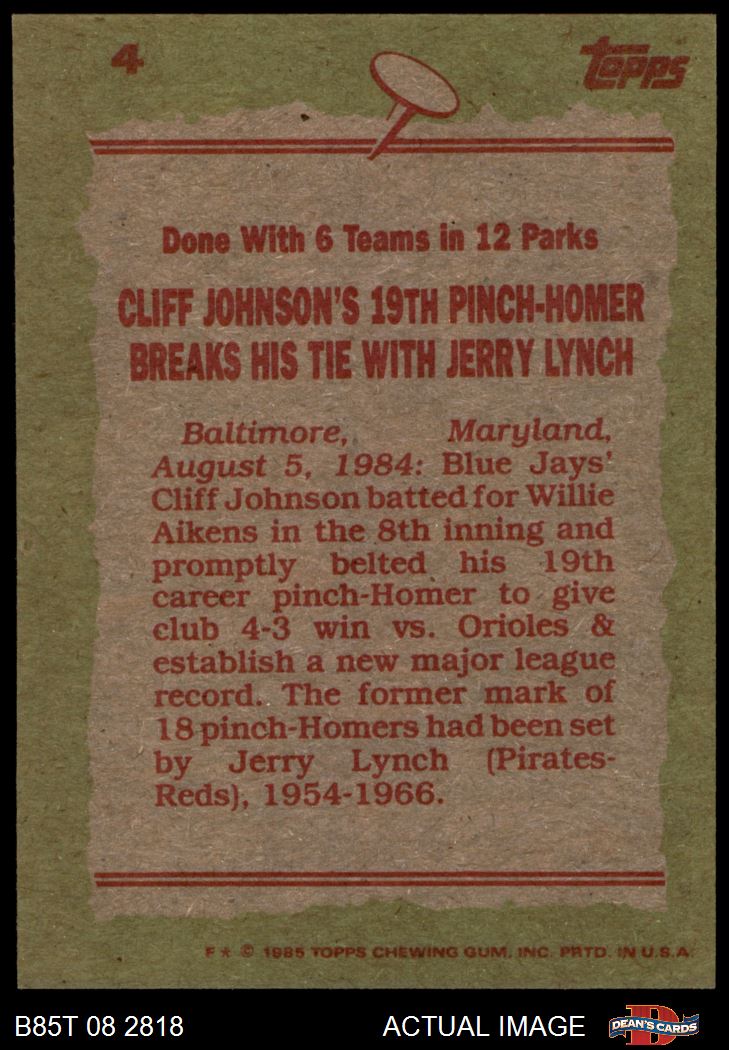 4
Topps
Done With 6 Teams in 12 Parks
CLIFF JOHNSON'S 19TH PINCH-HOMER
BREAKS HIS TIE WITH JERRY LYNCH
Baltimore, Maryland,
August 5, 1984: Blue Jays'
Cliff Johnson batted for Willie
Aikens in the 8th inning and
promptly belted his 19th
career pinch-Homer to give
club 4-3 win vs. Orioles &
establish a new major league
record. The former mark of
18 pinch-Homers had been set
by Jerry Lynch (Pirates-
Reds), 1954-1966.
F★ © 1985 TOPPS CHEWING GUM, INC. PRTD. IN U.S.A.
B85T 08 2818 ACTUAL IMAGE D DEAN'S CARDS